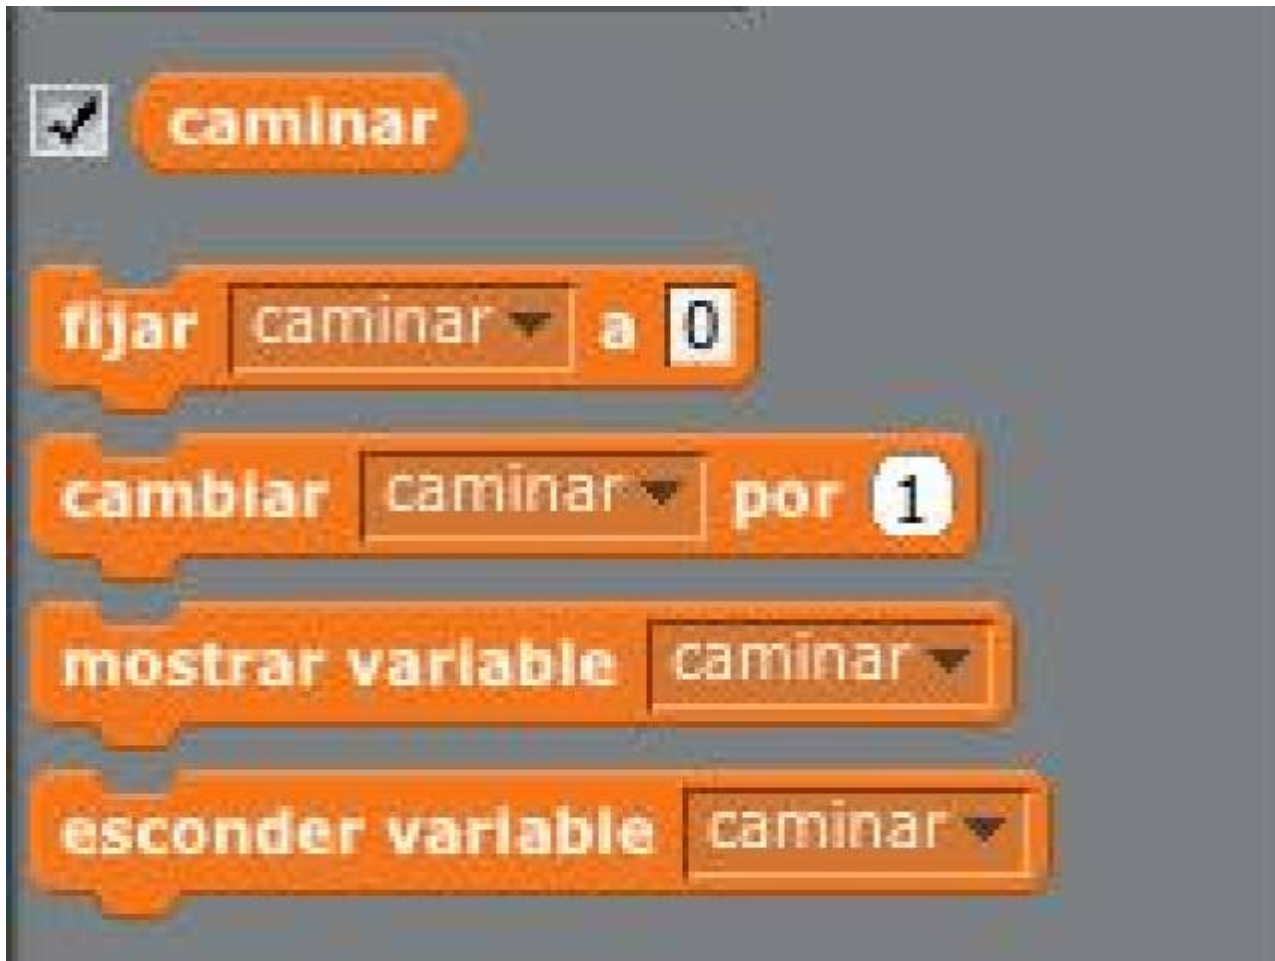 caminar
fijar caminar a 0
cambiar caminar por 1
mostrar variable caminar
esconder variable caminar